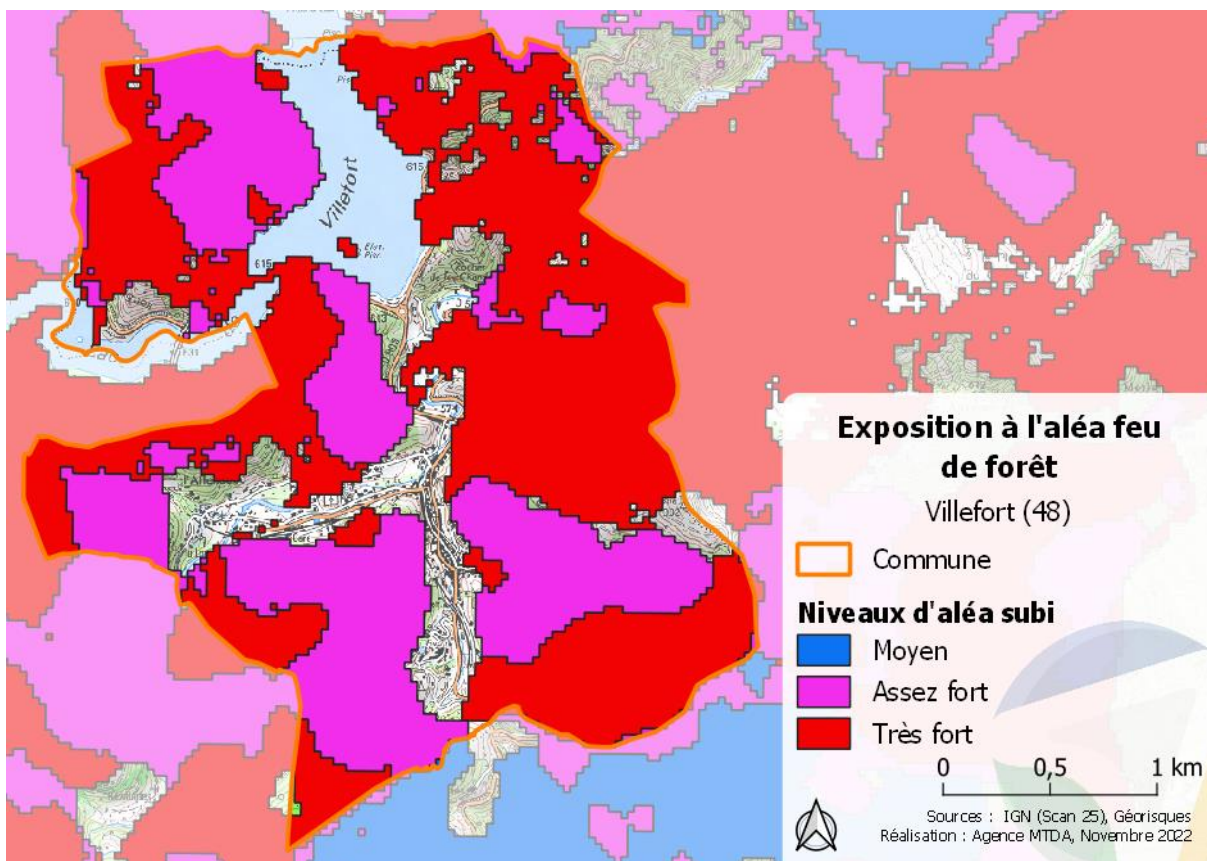 Villefort
615
615
Exposition à l'aléa feu
de forêt
Villefort (48)
Commune
Niveaux d'aléa subi
Moyen
Assez fort
Très fort
0 0,5 1 km
Sources : IGN (Scan 25), Géorisques
Réalisation : Agence MTDA, Novembre 2022